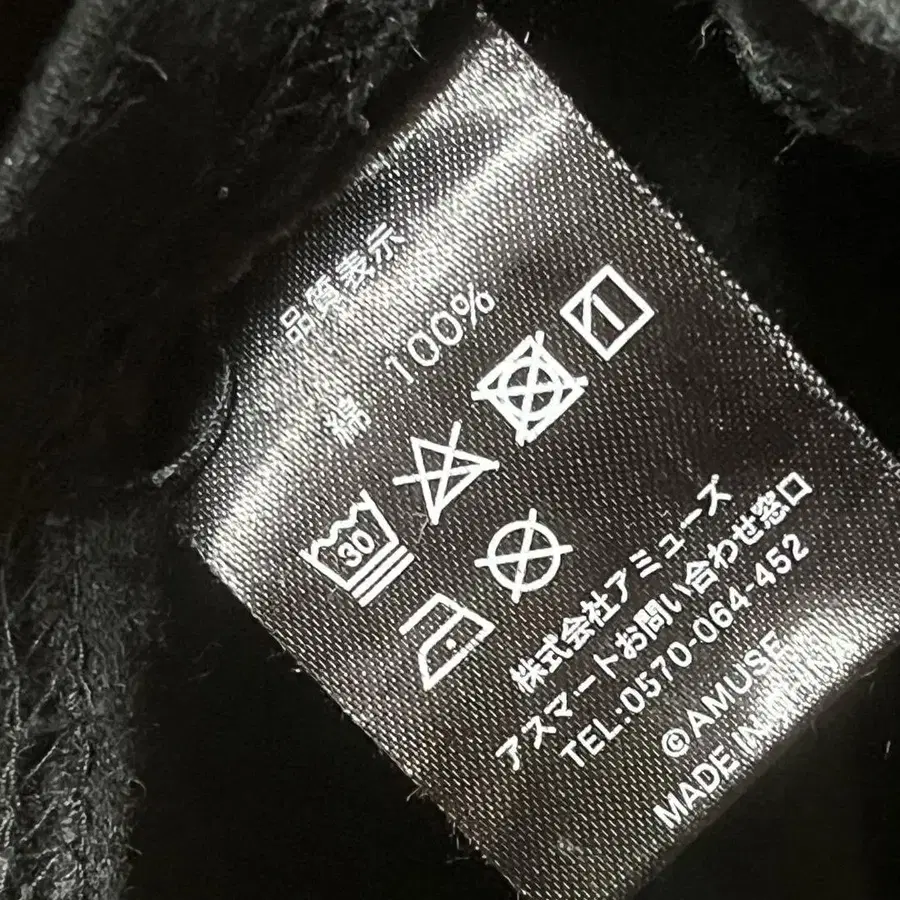 品質表示
綿 100%
30
株式会社アミューズ
アスマートお問い合わせ窓口
TEL:0570-064-452
©AMUSE
MADE IN CHINA